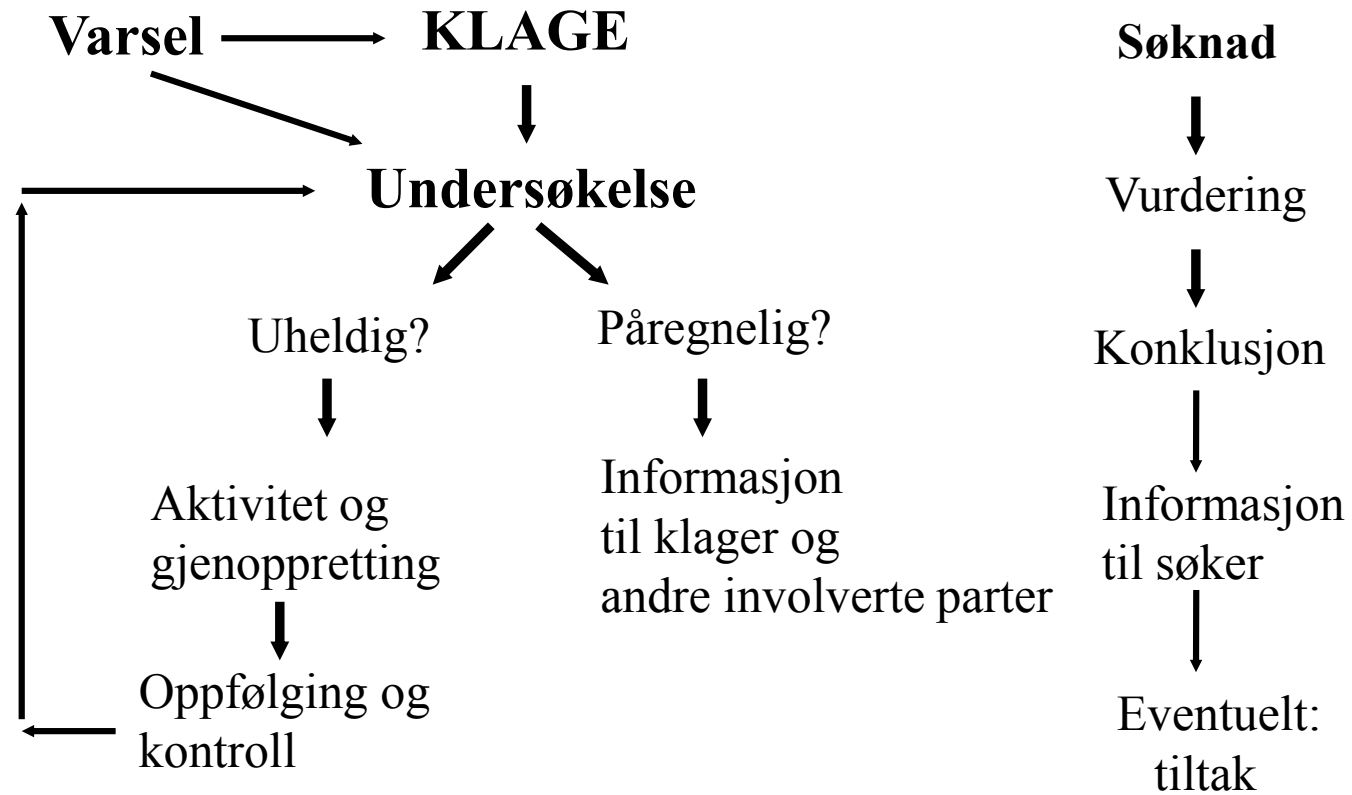 Varsel
KLAGE
Undersøkelse
Uheldig?
Påregnelig?
Aktivitet og
gjenoppretting
Informasjon
til klager og
andre involverte parter
Oppfølging og
kontroll
Søknad
Vurdering
Konklusjon
Informasjon
til søker
Eventuelt:
tiltak